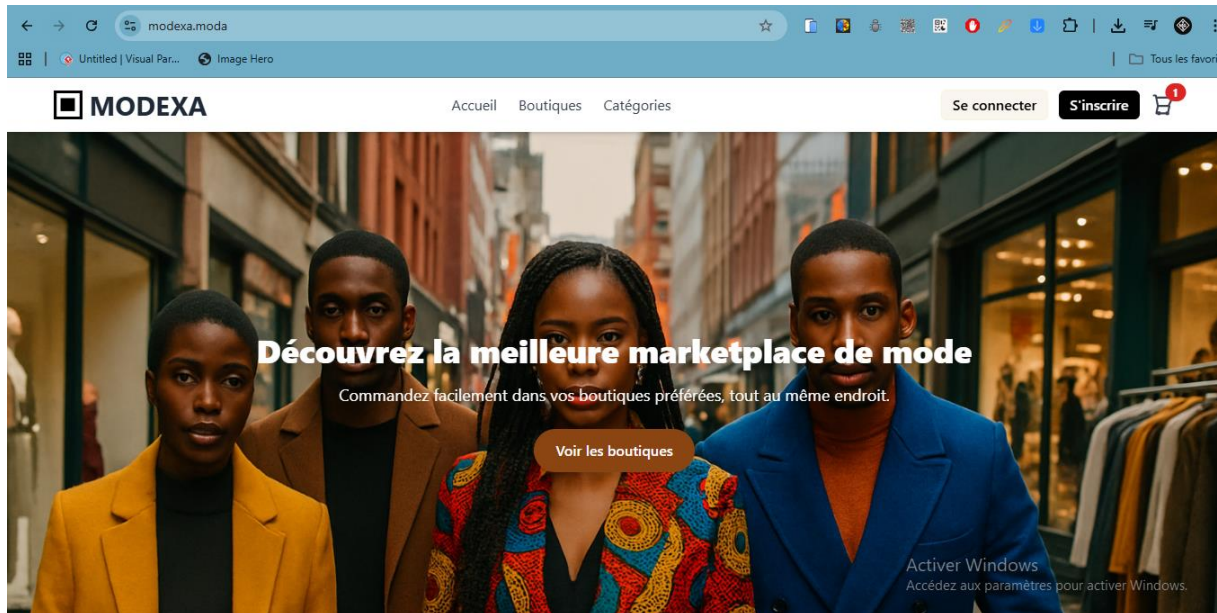 modexa.moda
Untitled | Visual Par...
Image Hero
Tous les favori
MODEXA
Accueil
Boutiques
Catégories
Se connecter
S'inscrire
1
Découvrez la meilleure marketplace de mode
Commandez facilement dans vos boutiques préférées, tout au même endroit.
Voir les boutiques
Activer Windows
Accédez aux paramètres pour activer Windows.